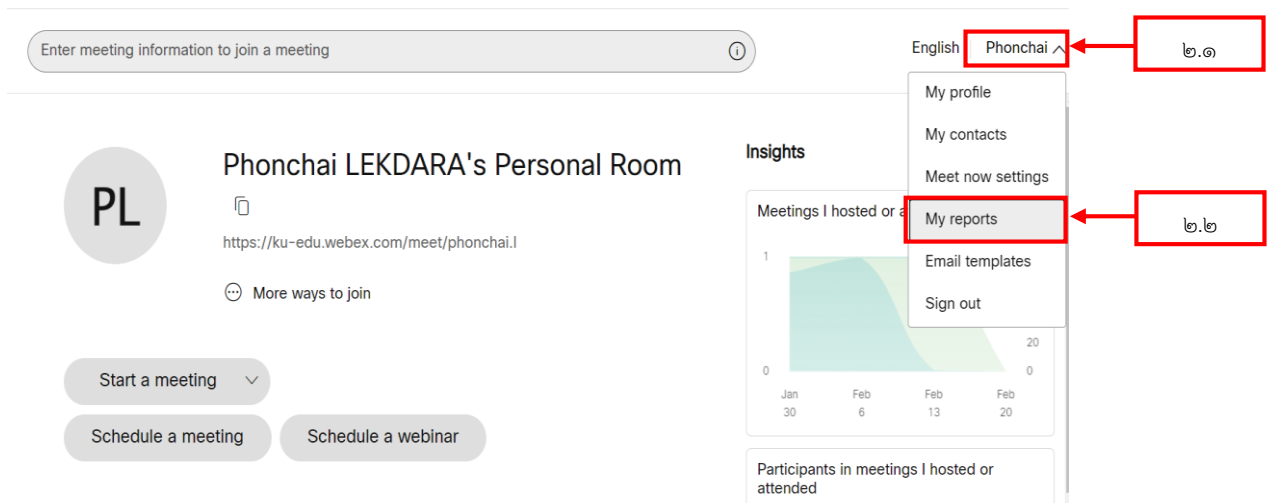 Enter meeting information to join a meeting
English
Phonchai
๒.๑
My profile
My contacts
Meet now settings
My reports
๒.๒
Email templates
Sign out
PL
Phonchai LEKDARA's Personal Room
https://ku-edu.webex.com/meet/phonchai.l
More ways to join
Start a meeting
Schedule a meeting
Schedule a webinar
Insights
Meetings I hosted or a
1
0
20
0
Jan 30
Feb 6
Feb 13
Feb 20
Participants in meetings I hosted or
attended